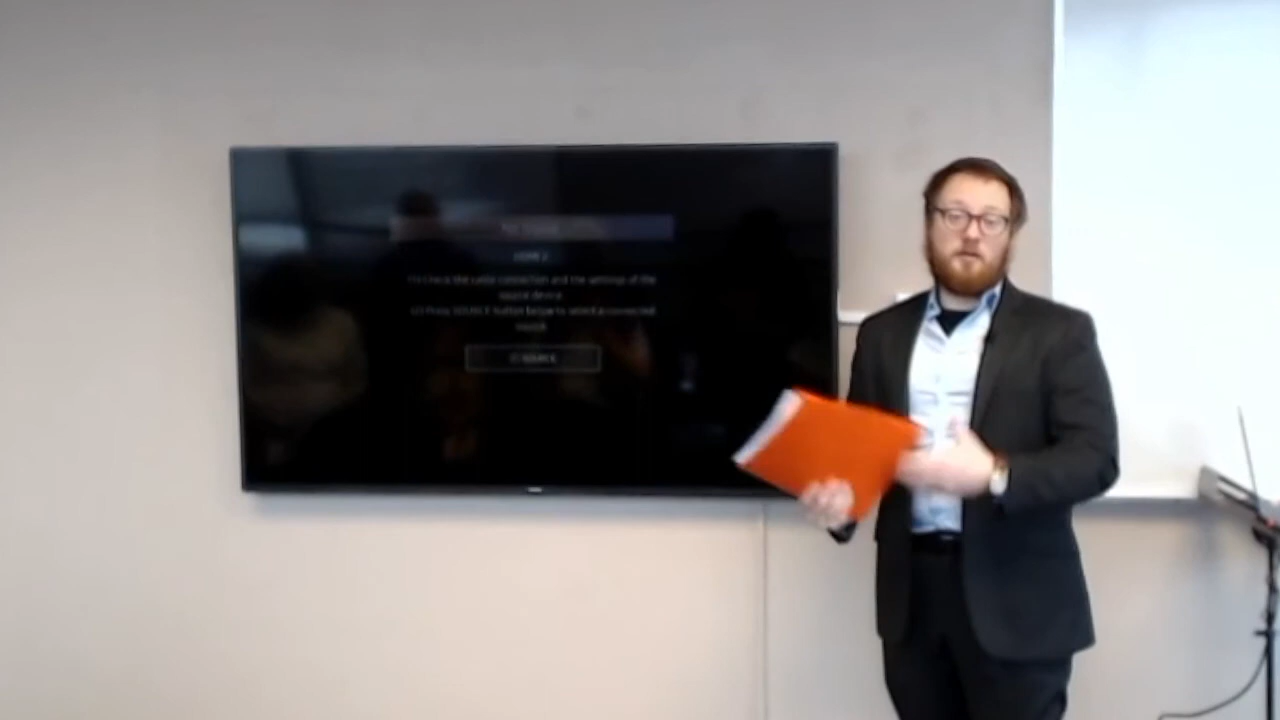 HDMI 2
(1) Check the cable connection and the settings of the
source device.
(2) Press SOURCE button below to select a connected
source.
SOURCE